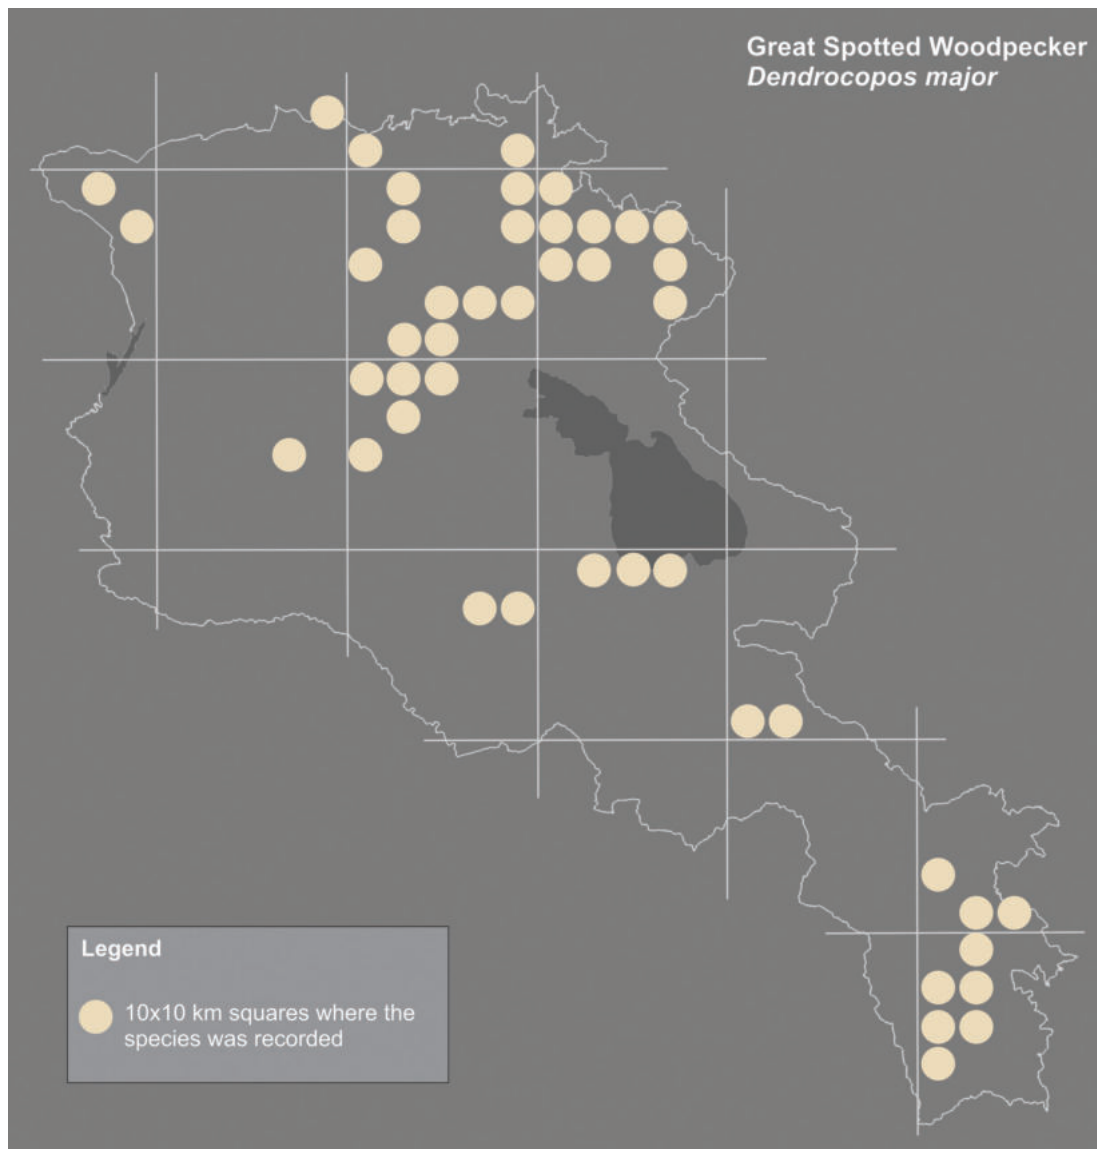 Great Spotted Woodpecker
Dendrocopos major
Legend
10x10 km squares where the
species was recorded